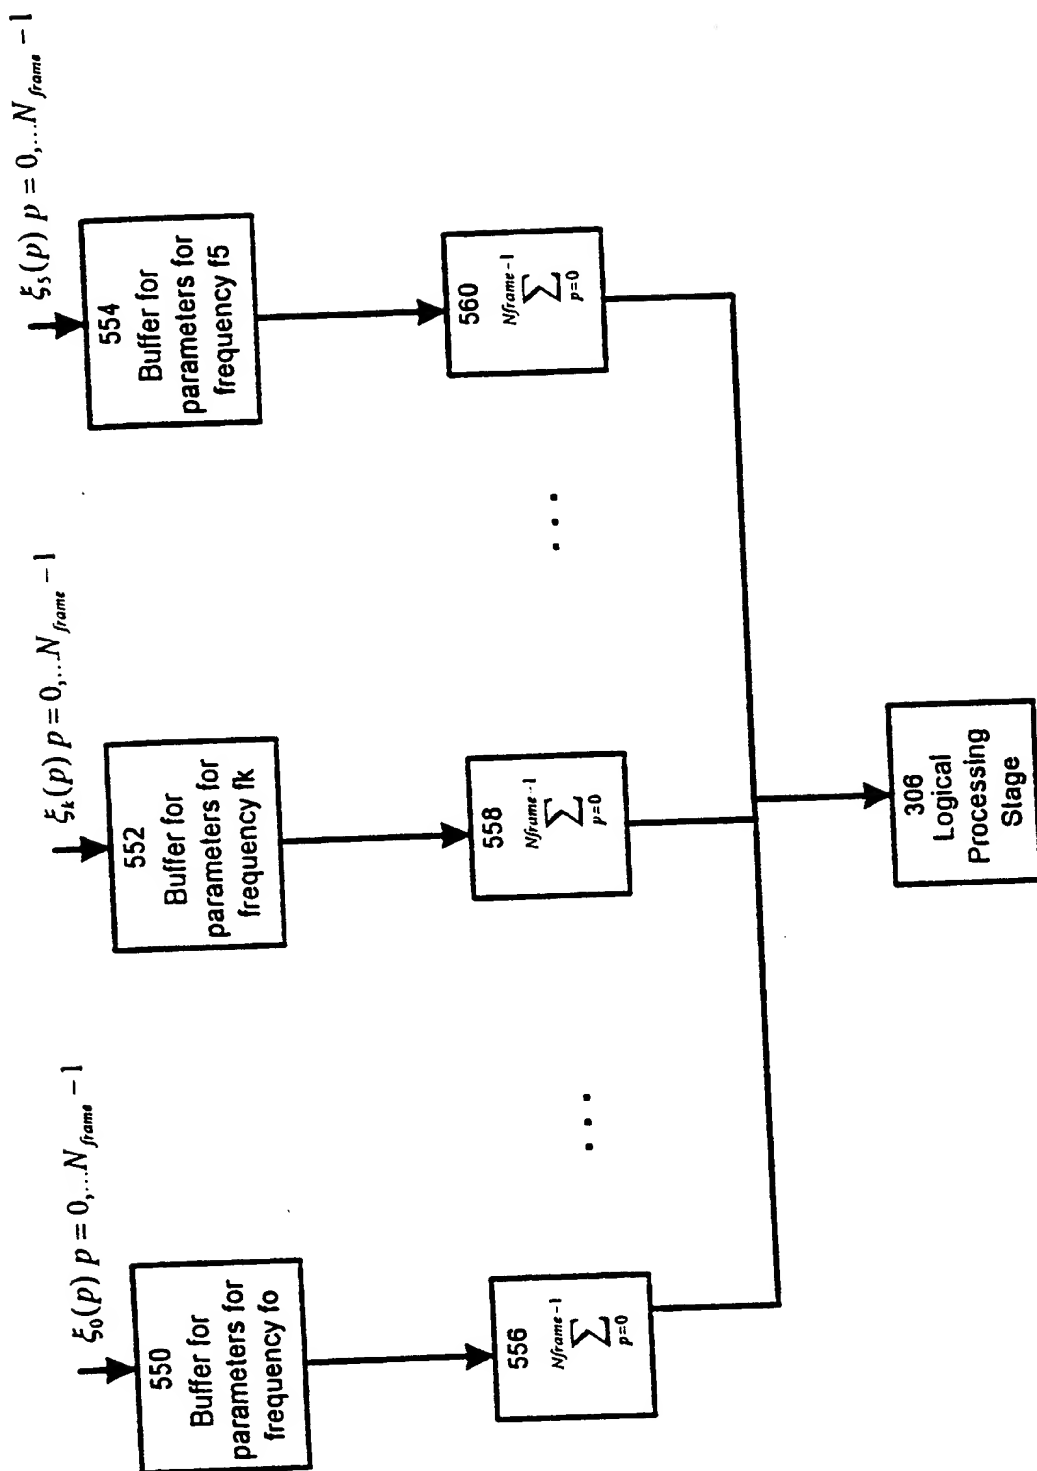 ξ₀(p) p = 0,...N_frame − 1
ξₖ(p) p = 0,...N_frame − 1
ξ₅(p) p = 0,...N_frame − 1
550
Buffer for
parameters for
frequency fo
552
Buffer for
parameters for
frequency fk
554
Buffer for
parameters for
frequency f5
556
Nframe−1
∑
p=0
...
558
Nframe−1
∑
p=0
...
560
Nframe−1
∑
p=0
306
Logical
Processing
Stage